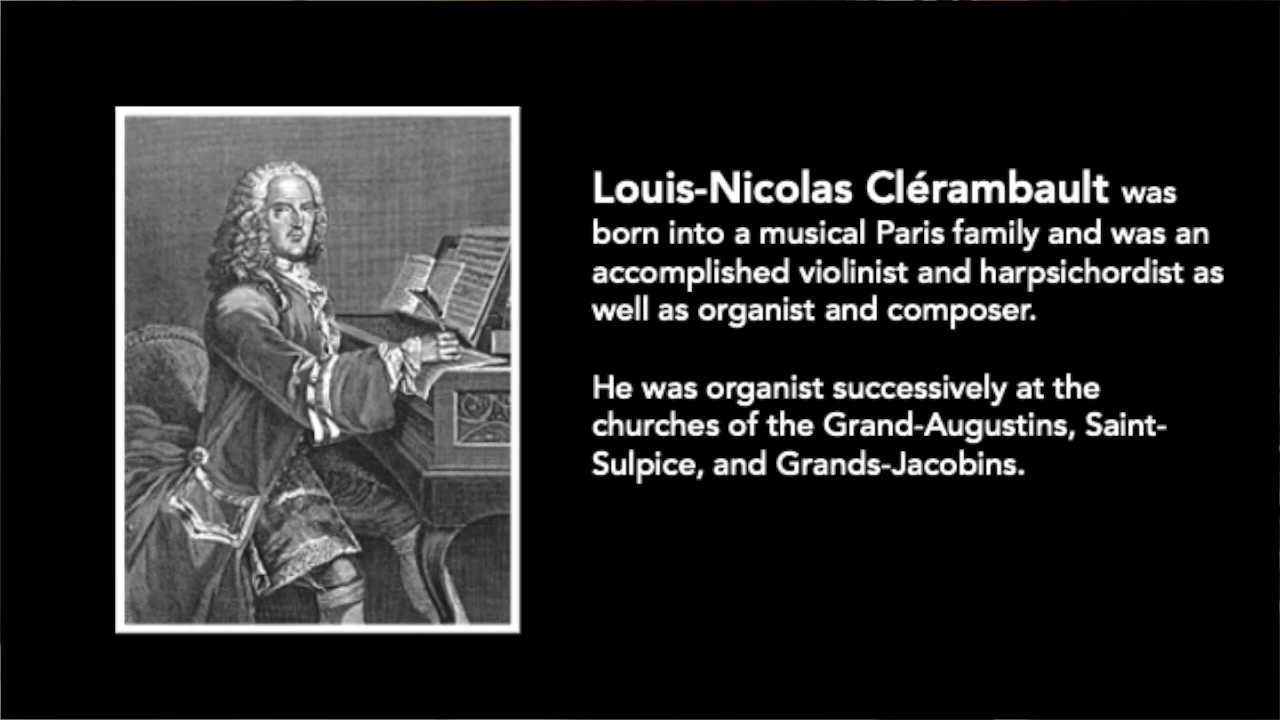 Louis-Nicolas Clérambault was
born into a musical Paris family and was an
accomplished violinist and harpsichordist as
well as organist and composer.
He was organist successively at the
churches of the Grand-Augustins, Saint-
Sulpice, and Grands-Jacobins.